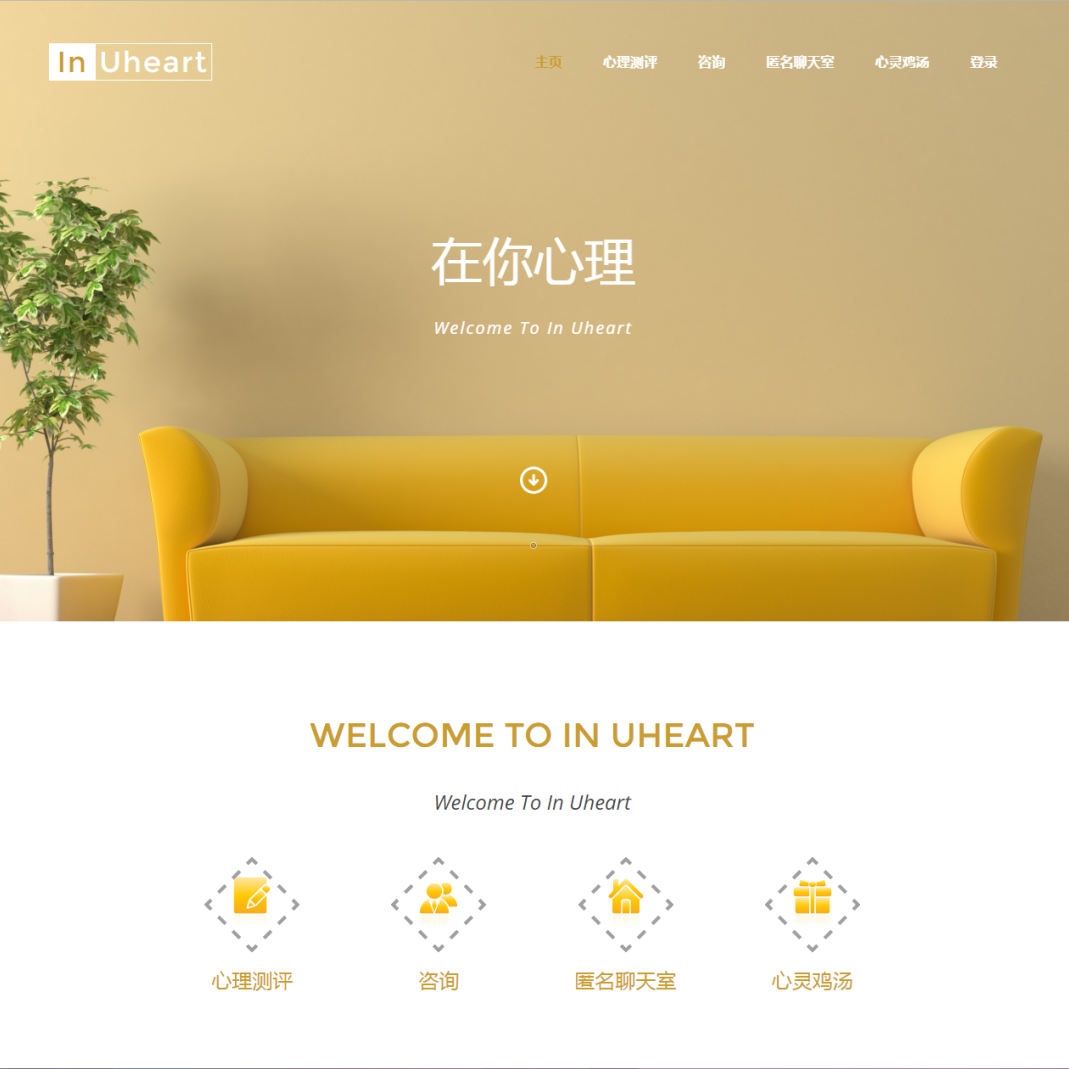 In Uheart
主页 心理测评 咨询 匿名聊天室 心灵鸡汤 登录
在你心理
Welcome To In Uheart
WELCOME TO IN UHEART
Welcome To In Uheart
心理测评 咨询 匿名聊天室 心灵鸡汤